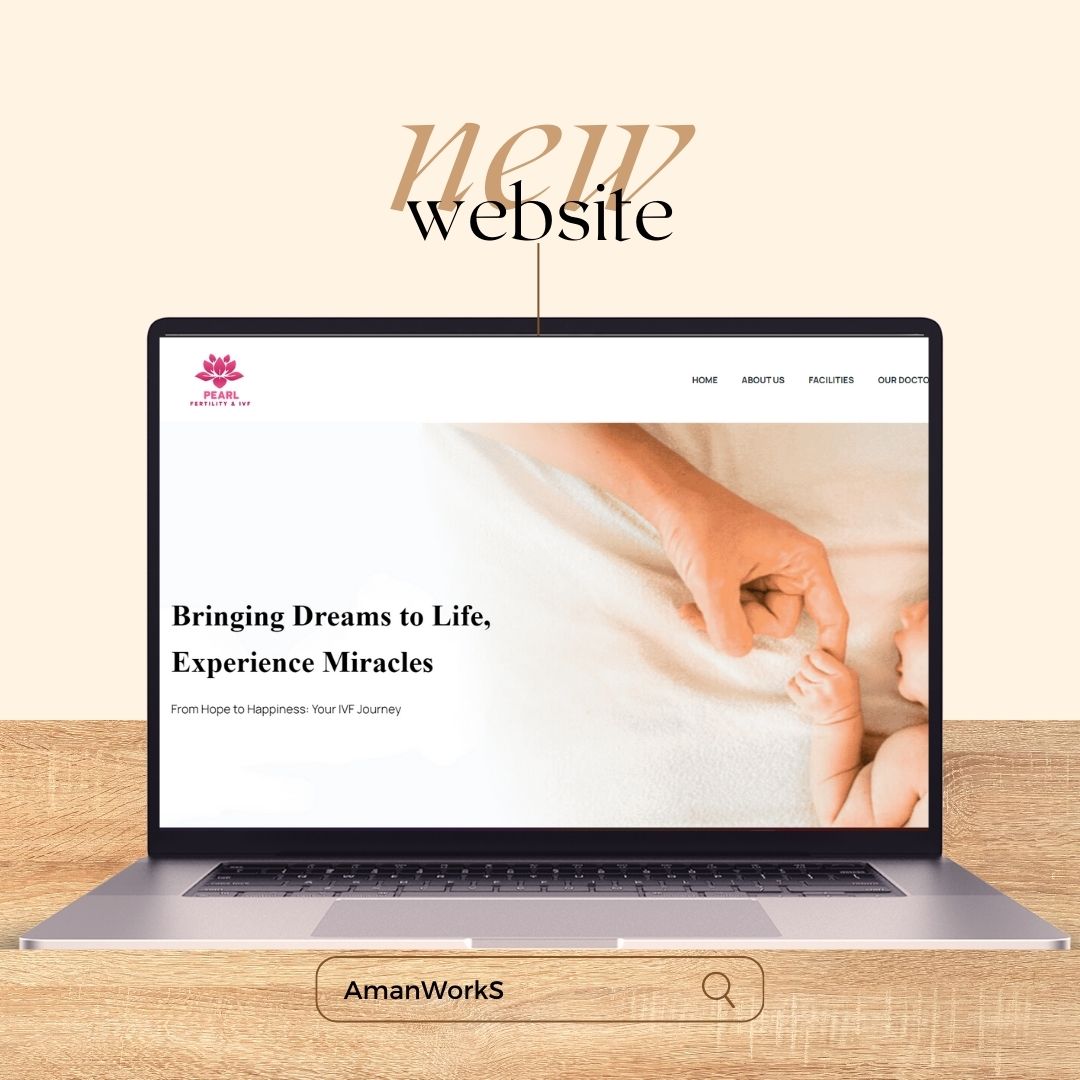 new
website
PEARL
FERTILITY & IVF
HOME ABOUT US FACILITIES OUR DOCTO
Bringing Dreams to Life,
Experience Miracles
From Hope to Happiness: Your IVF Journey
AmanWorkS